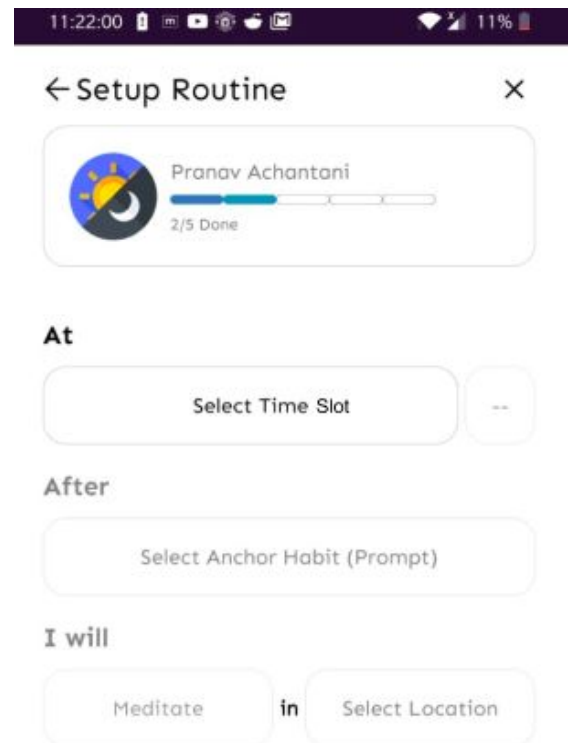 11:22:00 11%
← Setup Routine ×
Pranav Achantani
2/5 Done
At
Select Time Slot
--
After
Select Anchor Habit (Prompt)
I will
Meditate in Select Location